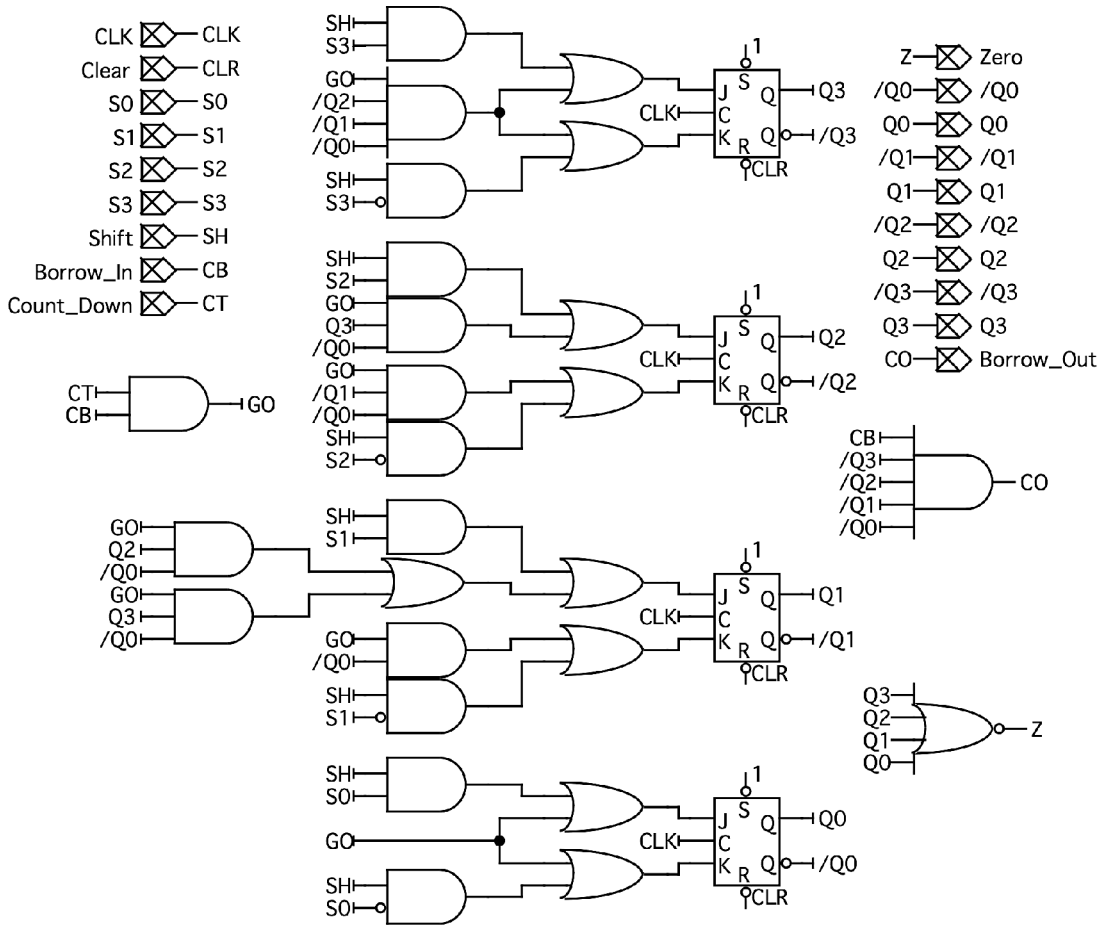 CLK CLK
Clear CLR
S0 S0
S1 S1
S2 S2
S3 S3
Shift SH
Borrow_In CB
Count_Down CT
CT
CB
GO
GO
Q2
/Q0
GO
Q3
/Q0
SH
S3
GO
/Q2
/Q1
/Q0
SH
S3
1
S
J Q Q3
CLK C
K Q /Q3
R
CLR
SH
S2
GO
Q3
/Q0
GO
/Q1
/Q0
SH
S2
1
S
J Q Q2
CLK C
K Q /Q2
R
CLR
SH
S1
GO
/Q0
SH
S1
1
S
J Q Q1
CLK C
K Q /Q1
R
CLR
SH
S0
GO
SH
S0
1
S
J Q Q0
CLK C
K Q /Q0
R
CLR
Z Zero
/Q0 /Q0
Q0 Q0
/Q1 /Q1
Q1 Q1
/Q2 /Q2
Q2 Q2
/Q3 /Q3
Q3 Q3
CO Borrow_Out
CB
/Q3
/Q2
/Q1
/Q0
CO
Q3
Q2
Q1
Q0
Z